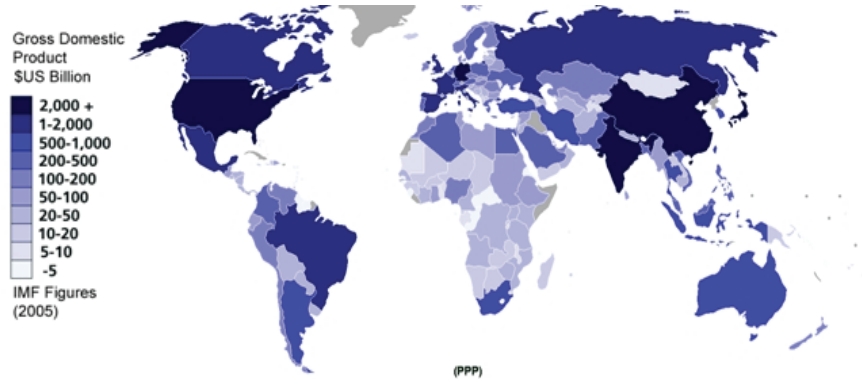 Gross Domestic
Product
$US Billion
2,000 +
1-2,000
500-1,000
200-500
100-200
50-100
20-50
10-20
5-10
-5
IMF Figures
(2005)
(PPP)